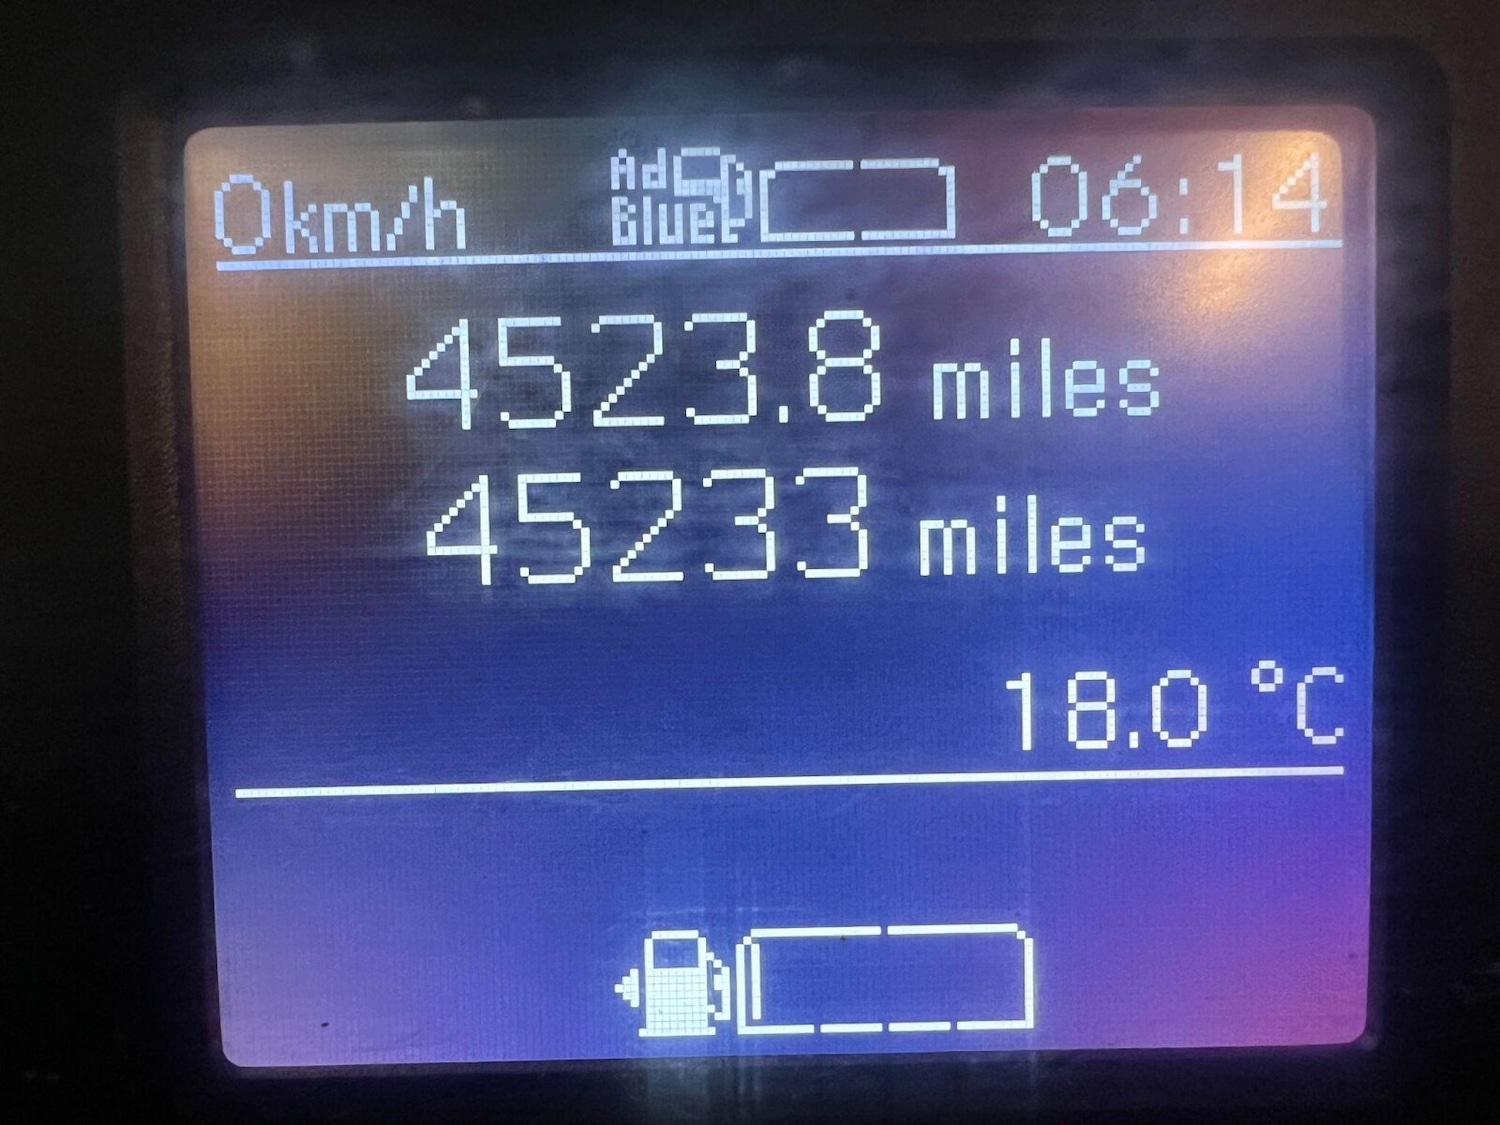 0km/h Ad Blue 06:14
4523.8 miles
45233 miles
18.0 °C